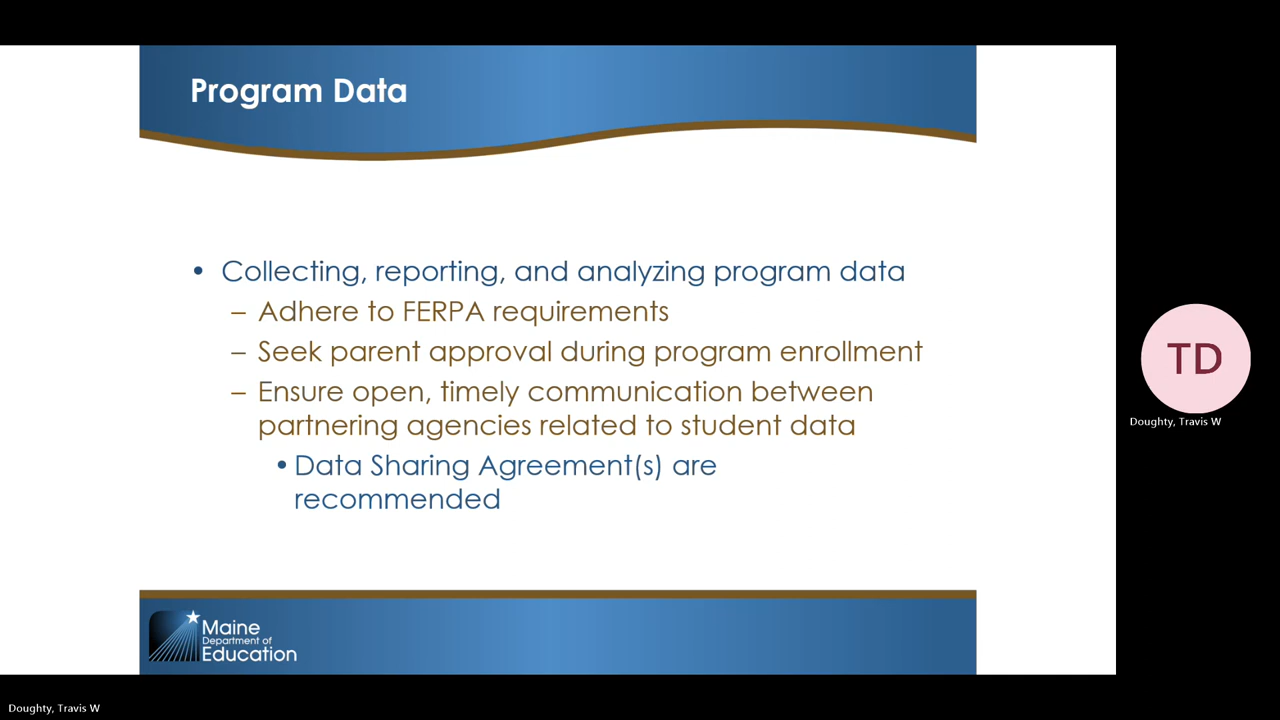 Program Data
• Collecting, reporting, and analyzing program data
– Adhere to FERPA requirements
– Seek parent approval during program enrollment
– Ensure open, timely communication between
partnering agencies related to student data
• Data Sharing Agreement(s) are
recommended
TD
Doughty, Travis W
Maine
Department of
Education
Doughty, Travis W